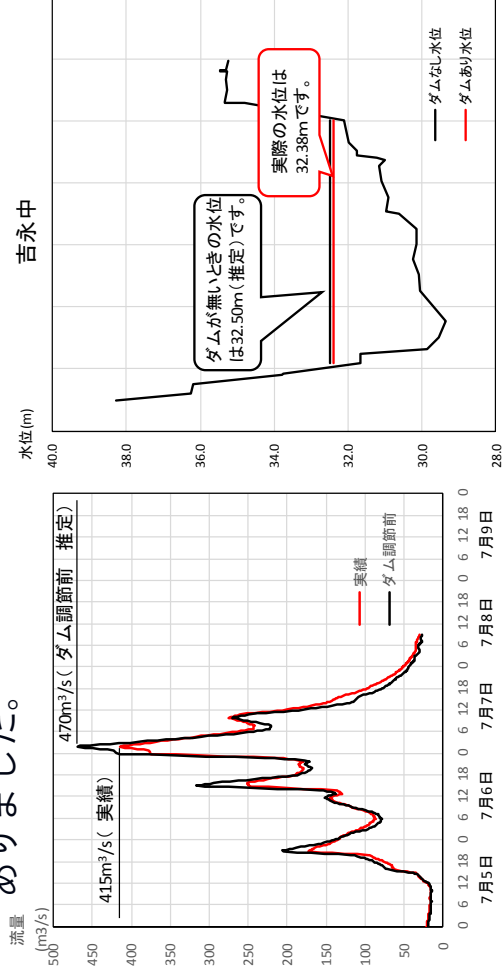 ありました。
流量
(m3/s)
500
450
400
350
300
250
200
150
100
50
0
470m³/s(ダム調節前 推定)
415m³/s(実績)
実績
ダム調節前
0 6 12 18 0 6 12 18 0 6 12 18 0 6 12 18 0 6 12 18 0
7月5日 7月6日 7月7日 7月8日 7月9日
吉永中
水位(m)
40.0
38.0
36.0
34.0
32.0
30.0
28.0
ダムが無いときの水位
は32.50m(推定)です。
実際の水位は
32.38mです。
ダムなし水位
ダムあり水位